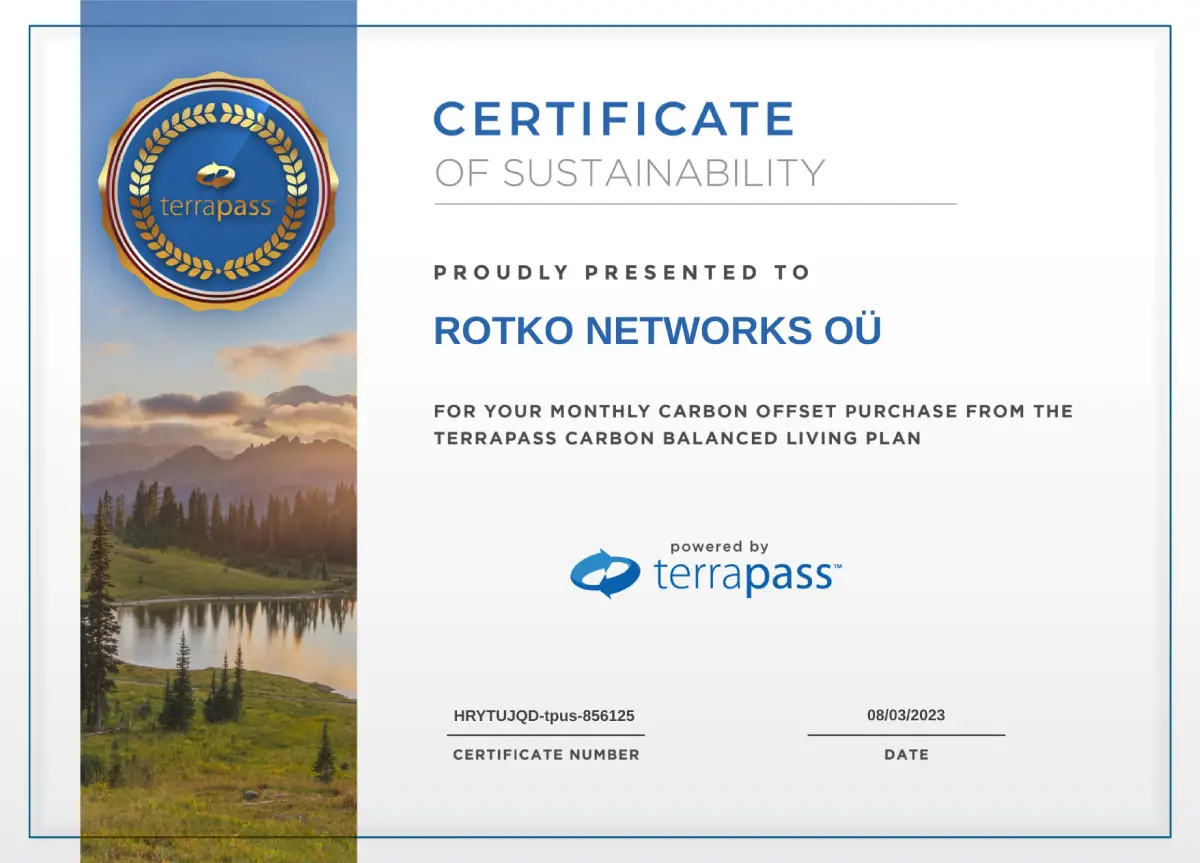 terrapass
CERTIFICATE
OF SUSTAINABILITY
PROUDLY PRESENTED TO
ROTKO NETWORKS OÜ
FOR YOUR MONTHLY CARBON OFFSET PURCHASE FROM THE
TERRAPASS CARBON BALANCED LIVING PLAN
powered by
terrapass™
HRYTUJQD-tpus-856125
08/03/2023
CERTIFICATE NUMBER
DATE